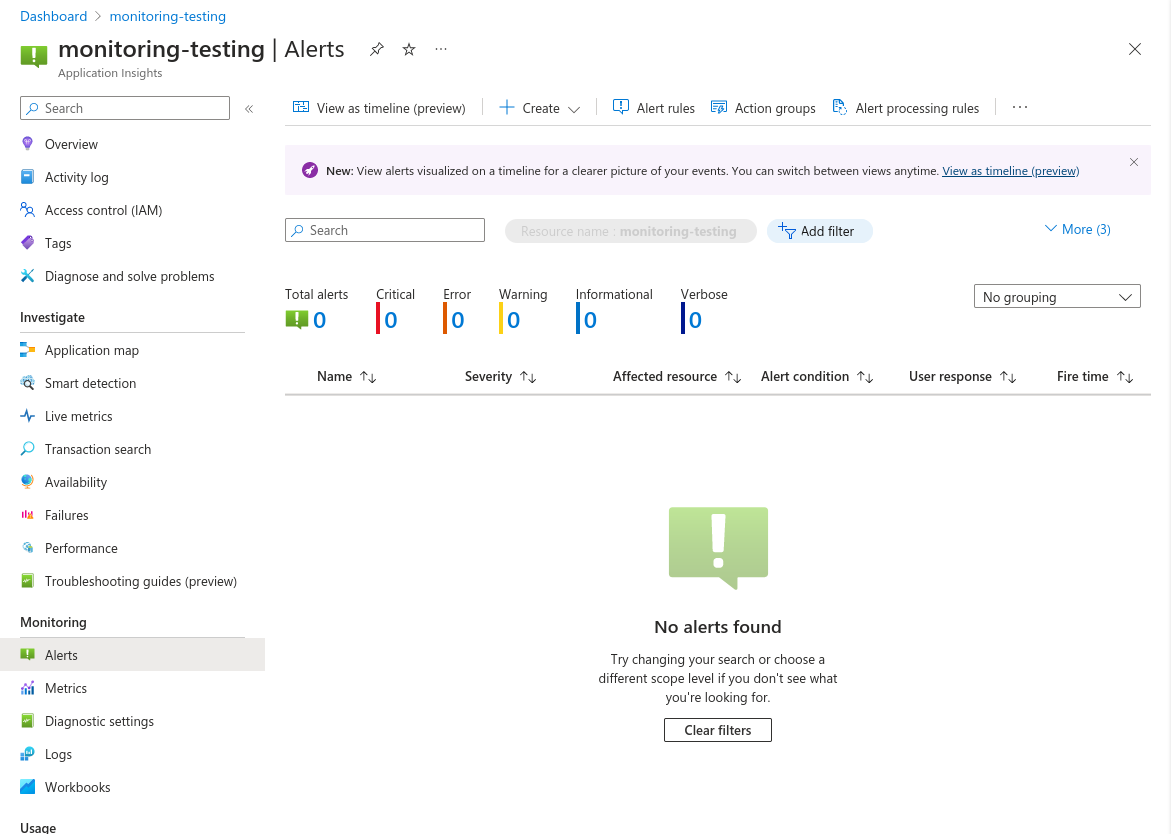 Dashboard > monitoring-testing
monitoring-testing | Alerts
Application Insights
Search
Overview
Activity log
Access control (IAM)
Tags
Diagnose and solve problems
Investigate
Application map
Smart detection
Live metrics
Transaction search
Availability
Failures
Performance
Troubleshooting guides (preview)
Monitoring
Alerts
Metrics
Diagnostic settings
Logs
Workbooks
Usage
View as timeline (preview) Create Alert rules Action groups Alert processing rules
New: View alerts visualized on a timeline for a clearer picture of your events. You can switch between views anytime. View as timeline (preview)
Search Resource name : monitoring-testing Add filter More (3)
Total alerts Critical Error Warning Informational Verbose
0 0 0 0 0 0
No grouping
Name Severity Affected resource Alert condition User response Fire time
No alerts found
Try changing your search or choose a
different scope level if you don't see what
you're looking for.
Clear filters